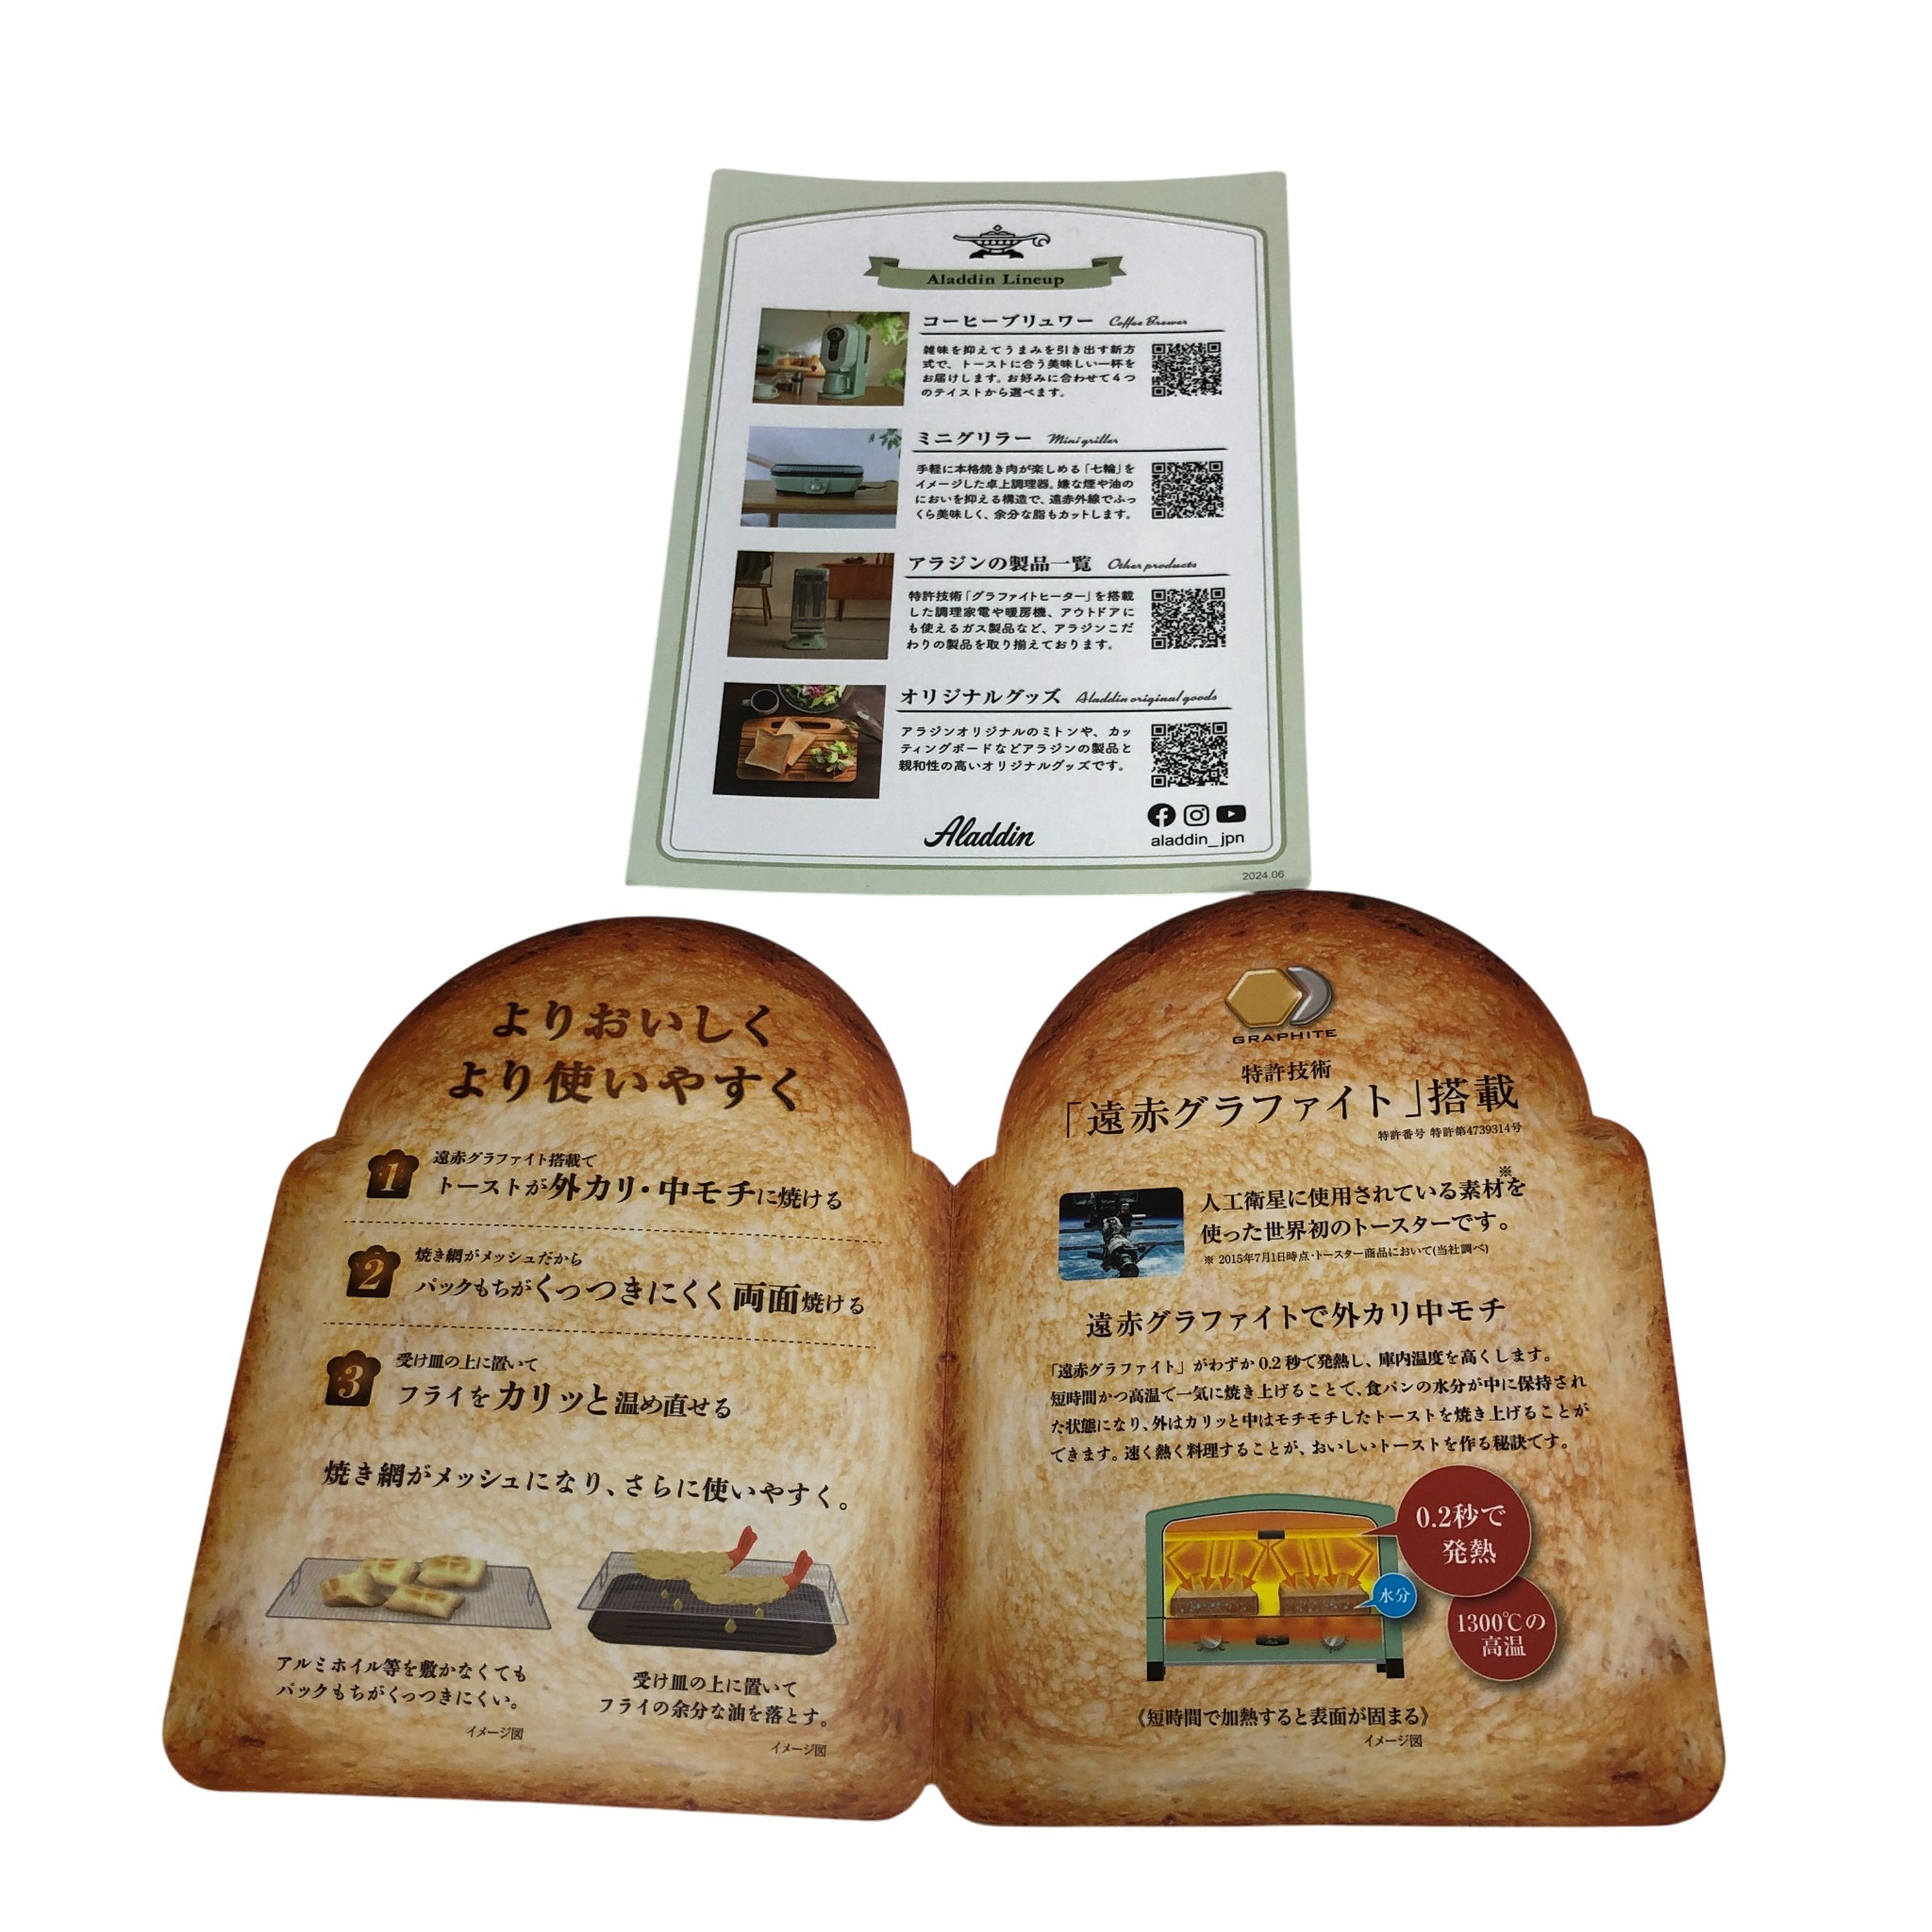 Aladdin Lineup
コーヒーブリュワー Coffee Brewer
雑味を抑えてうまみを引き出す新方
式で、トーストに合う美味しい一杯を
お届けします。お好みに合わせて4つ
のテイストから選べます。
ミニグリラー Mini griller
手軽に本格焼き肉が楽しめる「七輪」を
イメージした卓上調理器。嫌な煙や油の
においを抑える構造で、遠赤外線でふっ
くら美味しく、余分な脂もカットします。
アラジンの製品一覧 Other products
特許技術「グラファイトヒーター」を搭載
した調理家電や暖房機、アウトドアに
も使えるガス製品など、アラジンこだ
わりの製品を取り揃えております。
オリジナルグッズ Aladdin original goods
アラジンオリジナルのミトンや、カッ
ティングボードなどアラジンの製品と
親和性の高いオリジナルグッズです。
Aladdin
aladdin_jpn
2024.06
よりおいしく
より使いやすく
1
遠赤グラファイト搭載で
トーストが外カリ・中モチに焼ける
2
焼き網がメッシュだから
パックもちがくっつきにくく両面焼ける
3
受け皿の上に置いて
フライをカリッと温め直せる
焼き網がメッシュになり、さらに使いやすく。
アルミホイル等を敷かなくても
パックもちがくっつきにくい。
イメージ図
受け皿の上に置いて
フライの余分な油を落とす。
イメージ図
GRAPHITE
特許技術
「遠赤グラファイト」搭載
特許番号 特許第4739314号
人工衛星に使用されている素材を※
使った世界初のトースターです。
※ 2015年7月1日時点・トースター商品において(当社調べ)
遠赤グラファイトで外カリ中モチ
「遠赤グラファイト」がわずか0.2秒で発熱し、庫内温度を高くします。
短時間かつ高温で一気に焼き上げることで、食パンの水分が中に保持され
た状態になり、外はカリッと中はモチモチしたトーストを焼き上げることが
できます。速く熱く料理することが、おいしいトーストを作る秘訣です。
0.2秒で
発熱
水分
1300℃の
高温
《短時間で加熱すると表面が固まる》
イメージ図